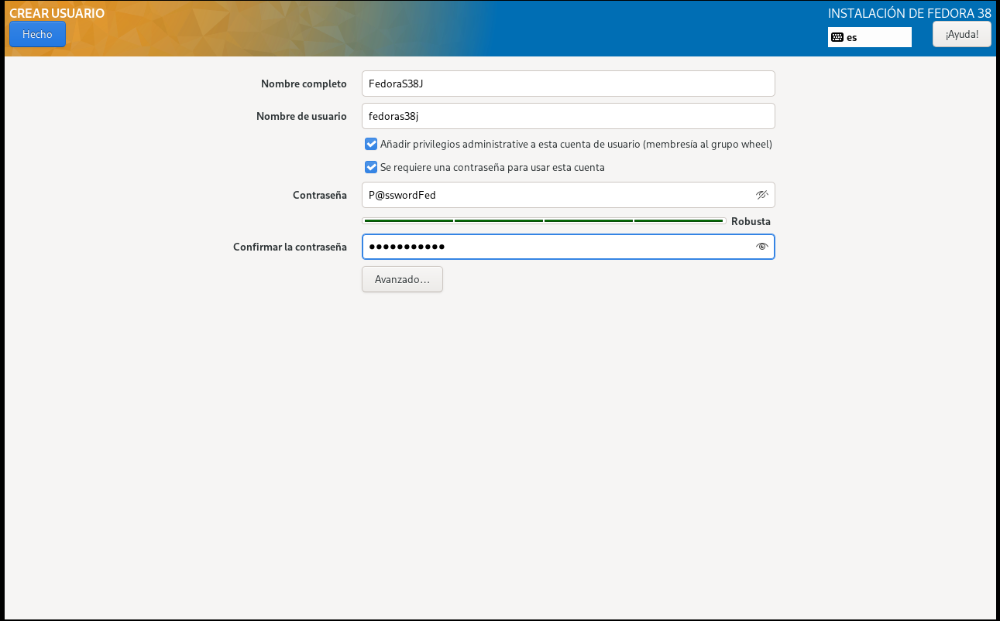 CREAR USUARIO
INSTALACIÓN DE FEDORA 38
Hecho
es
¡Ayuda!
Nombre completo
FedoraS38J
Nombre de usuario
fedoras38j
Añadir privilegios administrative a esta cuenta de usuario (membresía al grupo wheel)
Se requiere una contraseña para usar esta cuenta
Contraseña
P@sswordFed
Robusta
Confirmar la contraseña
●●●●●●●●●●●
Avanzado...